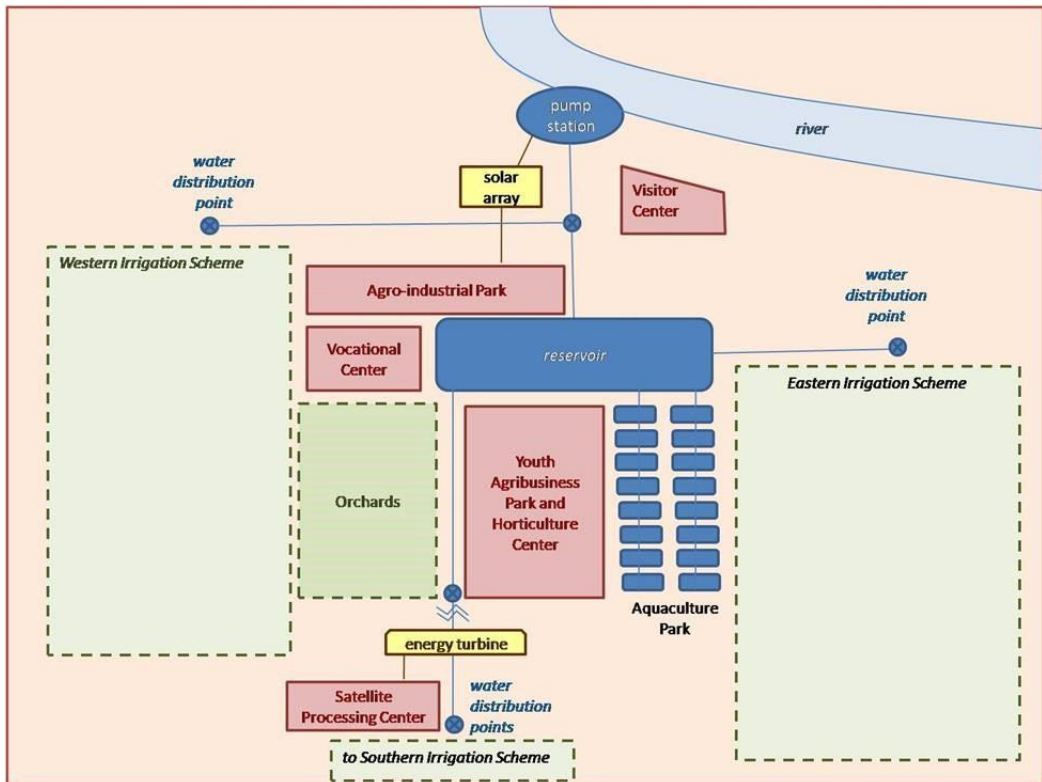 pump
station
river
water
distribution
point
solar
array
Visitor
Center
Western Irrigation Scheme
Agro-industrial Park
water
distribution
point
Vocational
Center
reservoir
Eastern Irrigation Scheme
Orchards
Youth
Agribusiness
Park and
Horticulture
Center
Aquaculture
Park
energy turbine
Satellite
Processing Center
water
distribution
points
to Southern Irrigation Scheme